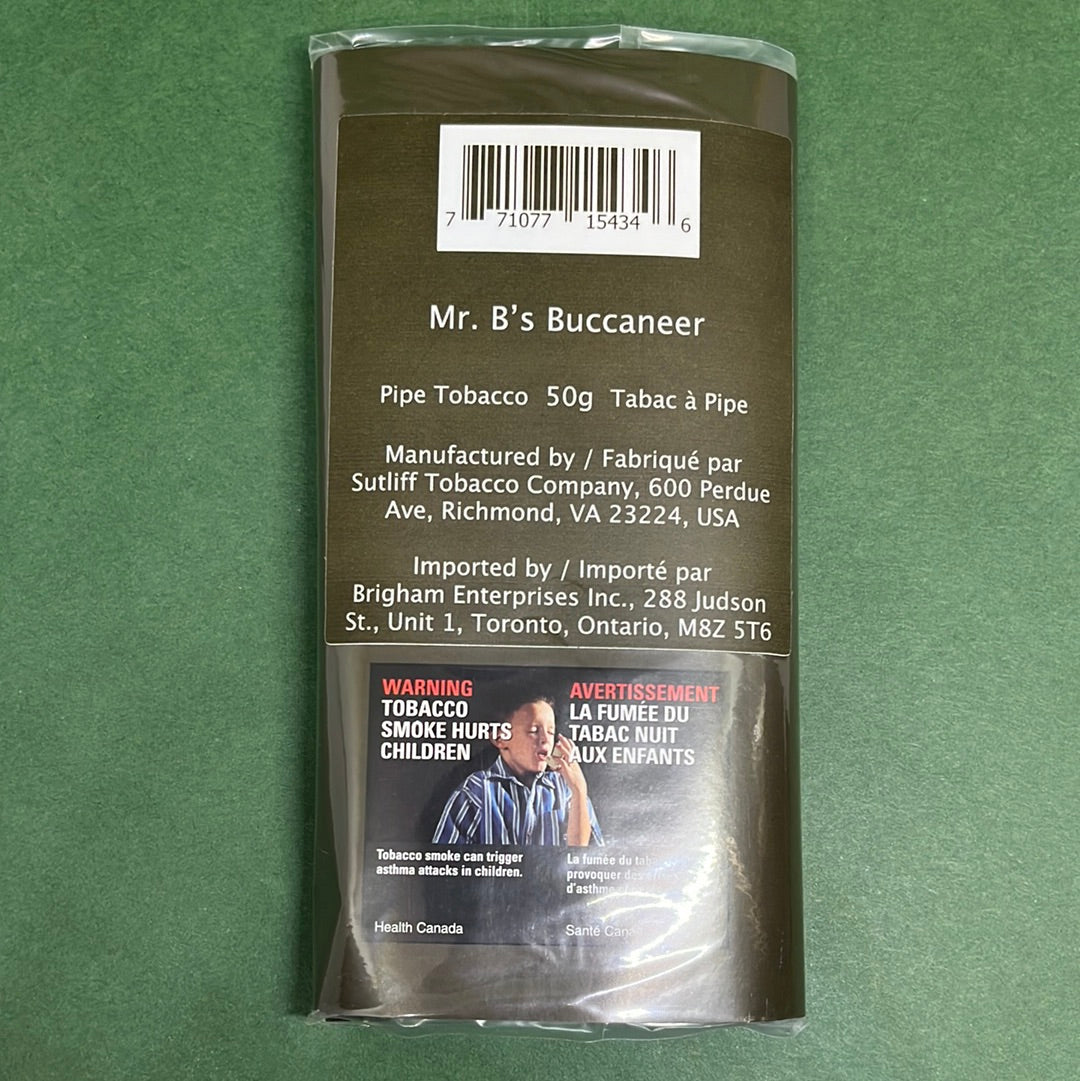 7 71077 15434 6
Mr. B's Buccaneer
Pipe Tobacco 50g Tabac à Pipe
Manufactured by / Fabriqué par
Sutliff Tobacco Company, 600 Perdue
Ave, Richmond, VA 23224, USA
Imported by / Importé par
Brigham Enterprises Inc., 288 Judson
St., Unit 1, Toronto, Ontario, M8Z 5T6
WARNING
TOBACCO
SMOKE HURTS
CHILDREN
Tobacco smoke can trigger
asthma attacks in children.
Health Canada
AVERTISSEMENT
LA FUMÉE DU
TABAC NUIT
AUX ENFANTS
La fumée du
provoquer des
d'asthme
Santé